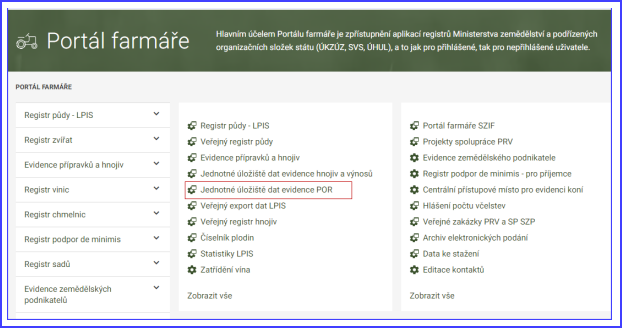 Portál farmáře
Hlavním účelem Portálu farmáře je zpřístupnění aplikací registrů Ministerstva zemědělství a podřízených
organizačních složek státu (ÚKZÚZ, SVS, ÚHUL), a to jak pro přihlášené, tak pro nepřihlášené uživatele.
PORTÁL FARMÁŘE
Registr půdy - LPIS
Registr zvířat
Evidence přípravků a hnojiv
Registr vinic
Registr chmelnic
Registr podpor de minimis
Registr sadů
Evidence zemědělských
podnikatelů
Registr půdy - LPIS
Veřejný registr půdy
Evidence přípravků a hnojiv
Jednotné úložiště dat evidence hnojiv a výnosů
Jednotné úložiště dat evidence POR
Veřejný export dat LPIS
Veřejný registr hnojiv
Číselník plodin
Statistiky LPIS
Zatřídění vína
Zobrazit vše
Portál farmáře SZIF
Projekty spolupráce PRV
Evidence zemědělského podnikatele
Registr podpor de minimis - pro příjemce
Centrální přístupové místo pro evidenci koní
Hlášení počtu včelstev
Veřejné zakázky PRV a SP SZP
Archiv elektronických podání
Data ke stažení
Editace kontaktů
Zobrazit vše